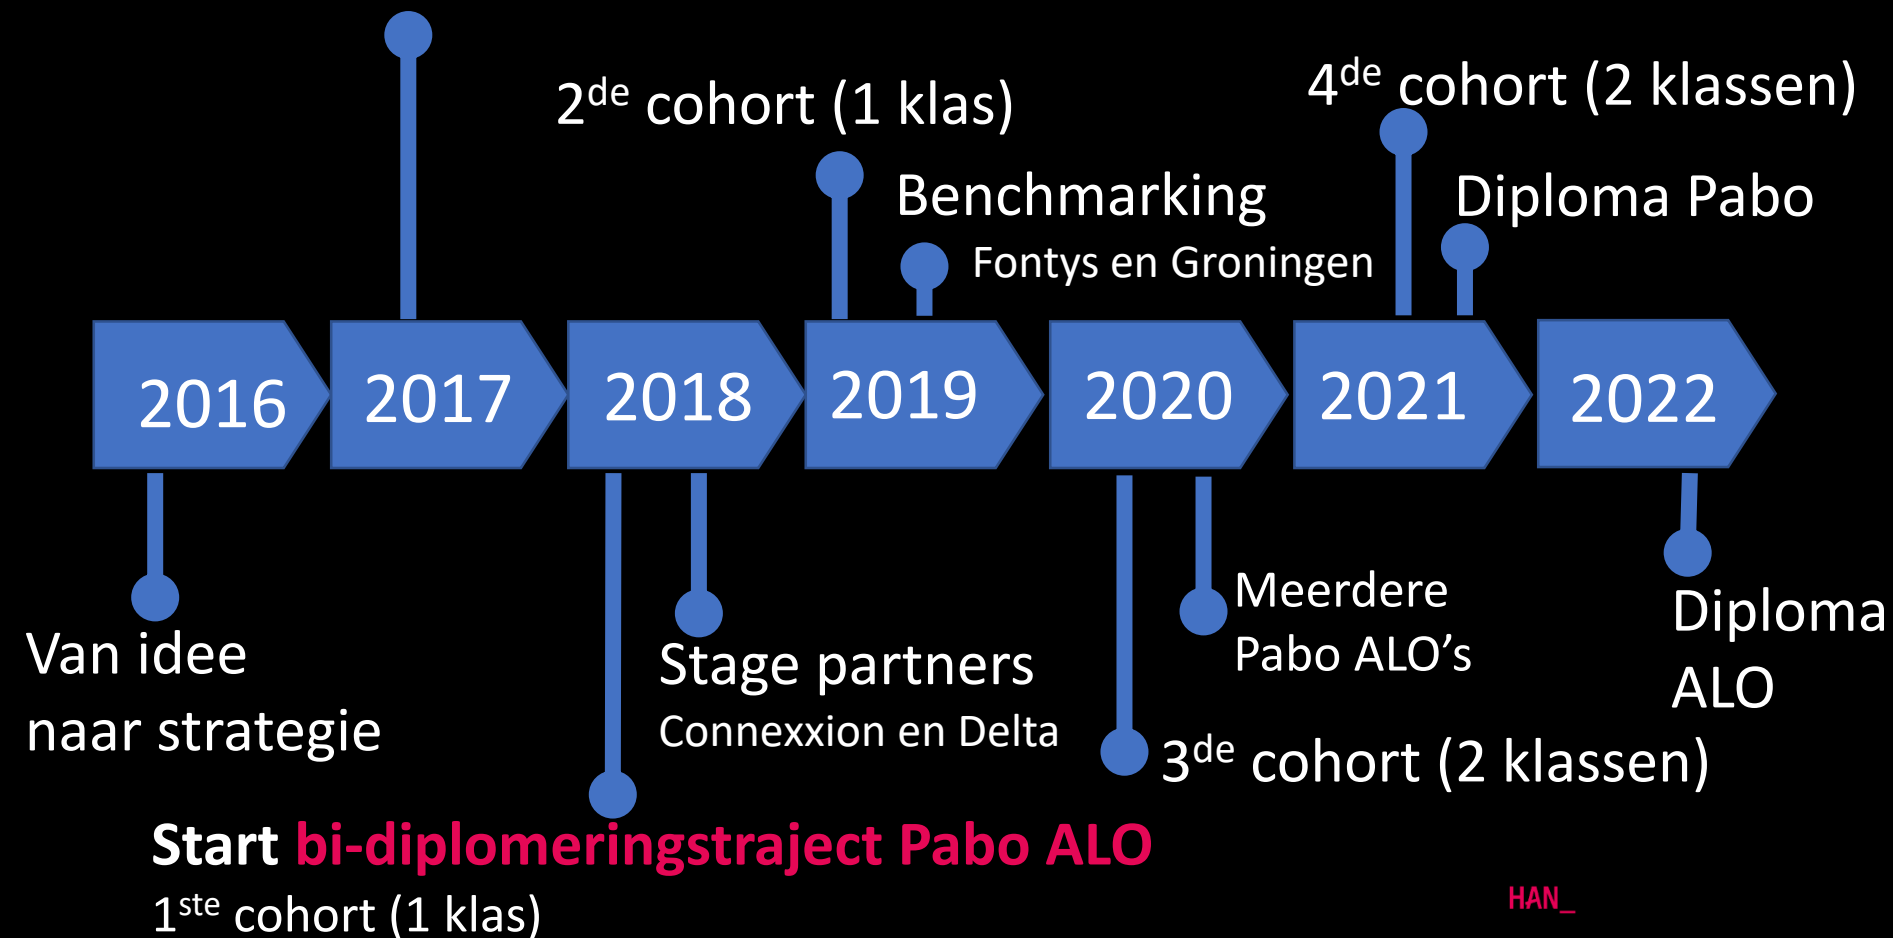 2de cohort (1 klas)
4de cohort (2 klassen)
Benchmarking
Fontys en Groningen
Diploma Pabo
2016
2017
2018
2019
2020
2021
2022
Van idee
naar strategie
Stage partners
Connexxion en Delta
Meerdere
Pabo ALO's
Diploma
ALO
3de cohort (2 klassen)
Start bi-diplomeringstraject Pabo ALO
1ste cohort (1 klas)
HAN_